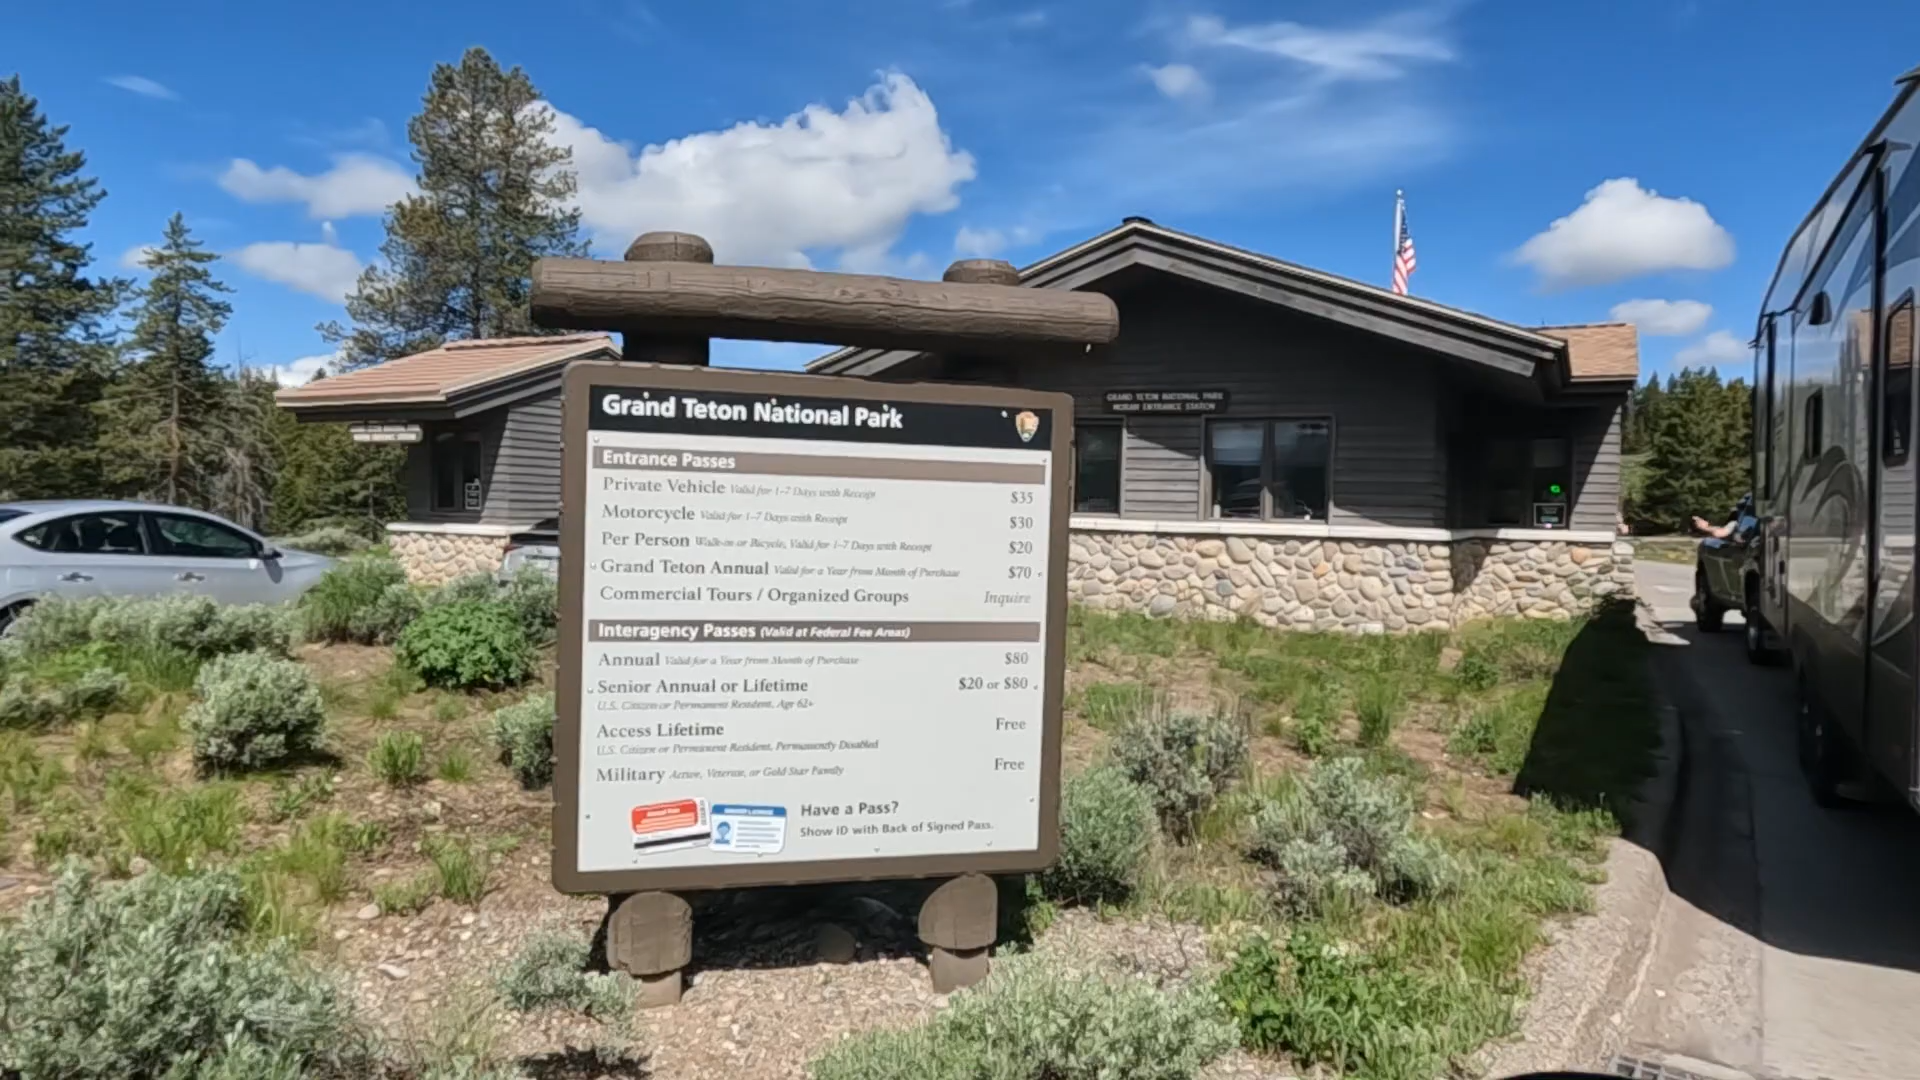 Grand Teton National Park
Entrance Passes
Private Vehicle Valid for 1-7 Days with Receipt $35
Motorcycle Valid for 1-7 Days with Receipt $30
Per Person Walk-in or Bicycle, Valid for 1-7 Days with Receipt $20
Grand Teton Annual Valid for a Year from Month of Purchase $70
Commercial Tours / Organized Groups Inquire
Interagency Passes (Valid at Federal Fee Areas)
Annual Valid for a Year from Month of Purchase $80
Senior Annual or Lifetime $20 or $80
U.S. Citizen or Permanent Resident, Age 62+
Access Lifetime Free
U.S. Citizen or Permanent Resident, Permanently Disabled
Military Active, Veteran, or Gold Star Family Free
Have a Pass?
Show ID with Back of Signed Pass.
GRAND TETON NATIONAL PARK
MORAN ENTRANCE STATION